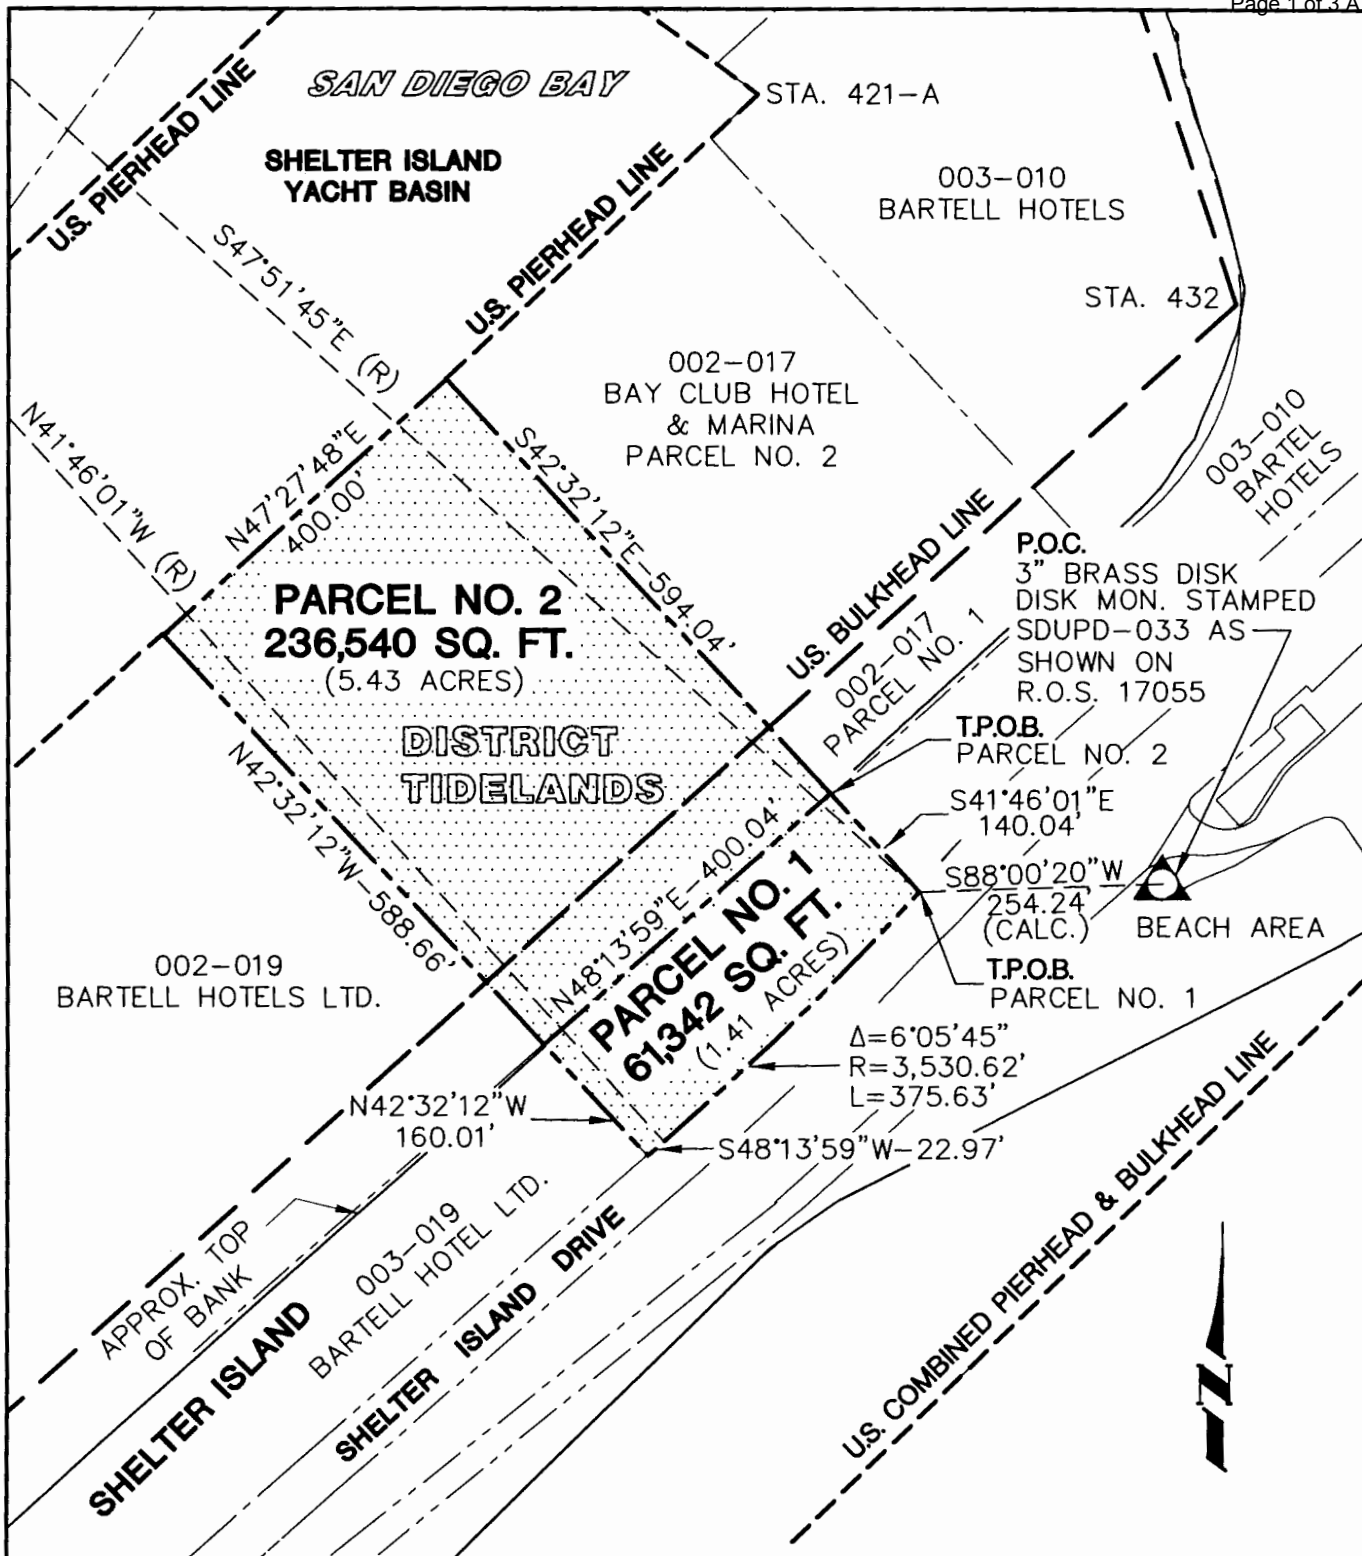 Page 1 of 3 A
SAN DIEGO BAY
U.S. PIERHEAD LINE
STA. 421-A
SHELTER ISLAND
YACHT BASIN
003-010
BARTELL HOTELS
U.S. PIERHEAD LINE
S47°51'45"E (R)
STA. 432
002-017
BAY CLUB HOTEL
& MARINA
PARCEL NO. 2
003-010
BARTEL
HOTELS
N41°46'01"W (R)
N47°27'48"E
400.00'
S42°32'12"E-594.04'
U.S. BULKHEAD LINE
P.O.C.
3" BRASS DISK
DISK MON. STAMPED
SDUPD-033 AS
SHOWN ON
R.O.S. 17055
PARCEL NO. 2
236,540 SQ. FT.
(5.43 ACRES)
002-017
PARCEL NO. 1
DISTRICT
TIDELANDS
T.P.O.B.
PARCEL NO. 2
N42°32'12"W-588.66'
S41°46'01"E
140.04'
N48°13'59"E-400.04'
PARCEL NO. 1
61,342 SQ. FT.
(1.41 ACRES)
S88°00'20"W
254.24'
(CALC.)
BEACH AREA
002-019
BARTELL HOTELS LTD.
T.P.O.B.
PARCEL NO. 1
Δ=6°05'45"
R=3,530.62'
L=375.63'
N42°32'12"W
160.01'
S48°13'59"W-22.97'
APPROX. TOP
OF BANK
003-019
BARTELL HOTEL LTD.
SHELTER ISLAND
SHELTER ISLAND DRIVE
U.S. COMBINED PIERHEAD & BULKHEAD LINE
N